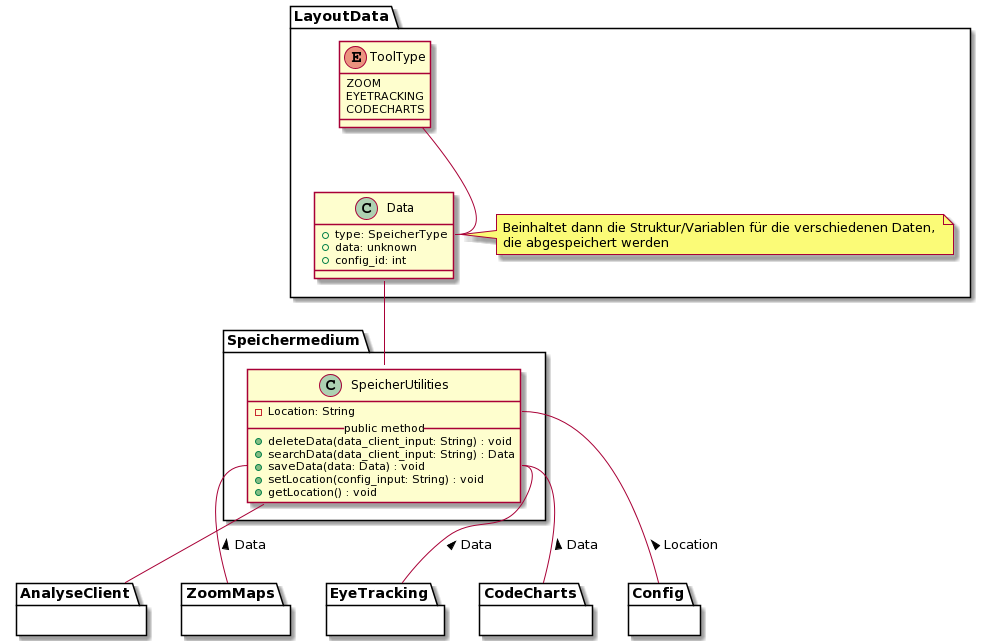 LayoutData
E ToolType
ZOOM
EYETRACKING
CODECHARTS
C Data
type: SpeicherType
data: unknown
config_id: int
Beinhaltet dann die Struktur/Variablen für die verschiedenen Daten,
die abgespeichert werden
Speichermedium
C SpeicherUtilities
Location: String
public method
deleteData(data_client_input: String) : void
searchData(data_client_input: String) : Data
saveData(data: Data) : void
setLocation(config_input: String) : void
getLocation() : void
Data
Data
Data
Location
AnalyseClient
ZoomMaps
EyeTracking
CodeCharts
Config